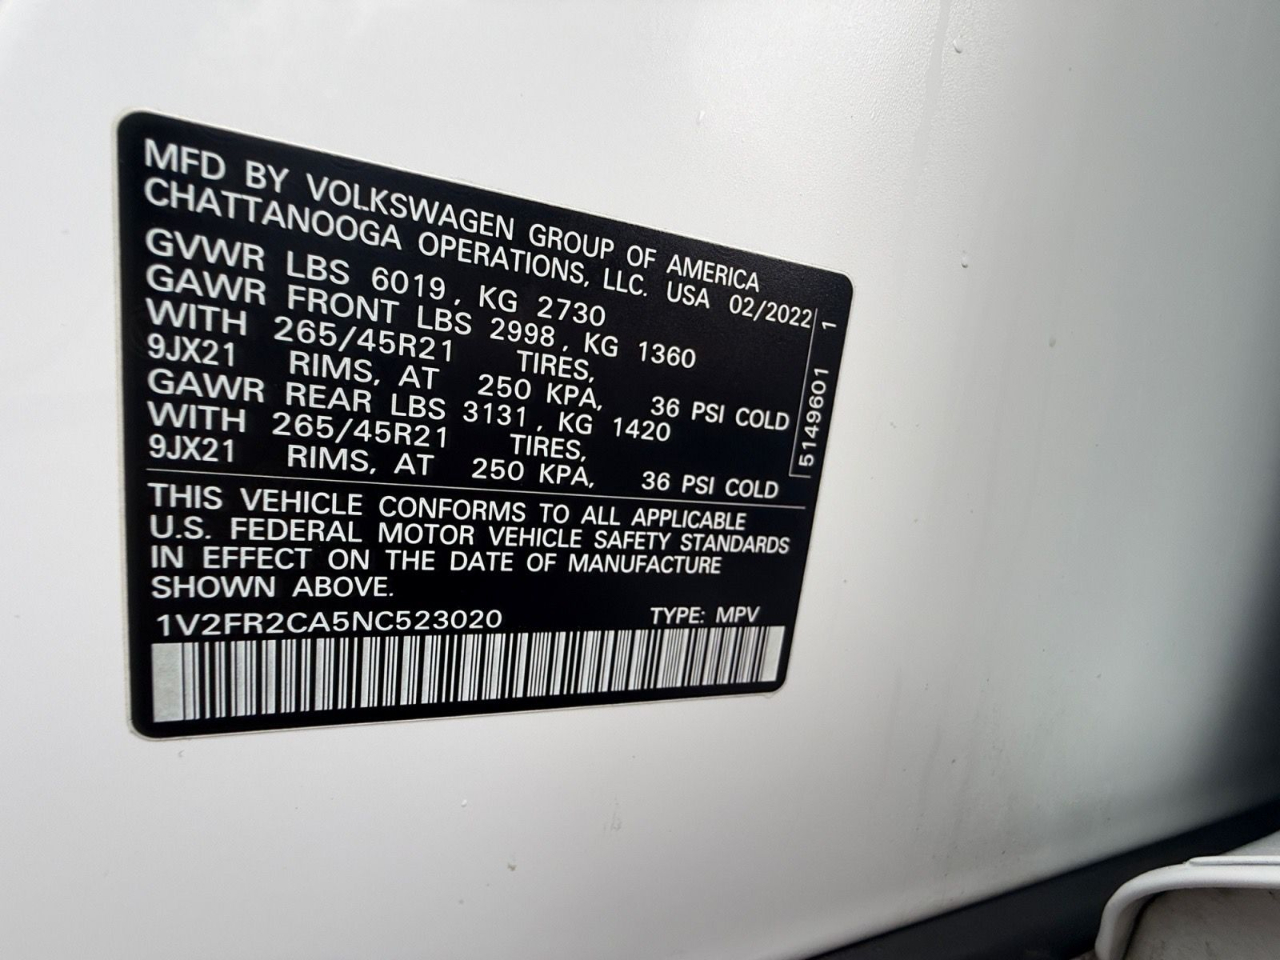 MFD BY VOLKSWAGEN GROUP OF AMERICA
CHATTANOOGA OPERATIONS, LLC. USA 02/2022
GVWR LBS 6019, KG 2730
GAWR FRONT LBS 2998, KG 1360
WITH 265/45R21 TIRES,
9JX21 RIMS, AT 250 KPA, 36 PSI COLD
GAWR REAR LBS 3131, KG 1420
WITH 265/45R21 TIRES,
9JX21 RIMS, AT 250 KPA, 36 PSI COLD
5149601 1
THIS VEHICLE CONFORMS TO ALL APPLICABLE
U.S. FEDERAL MOTOR VEHICLE SAFETY STANDARDS
IN EFFECT ON THE DATE OF MANUFACTURE
SHOWN ABOVE.
1V2FR2CA5NC523020 TYPE: MPV